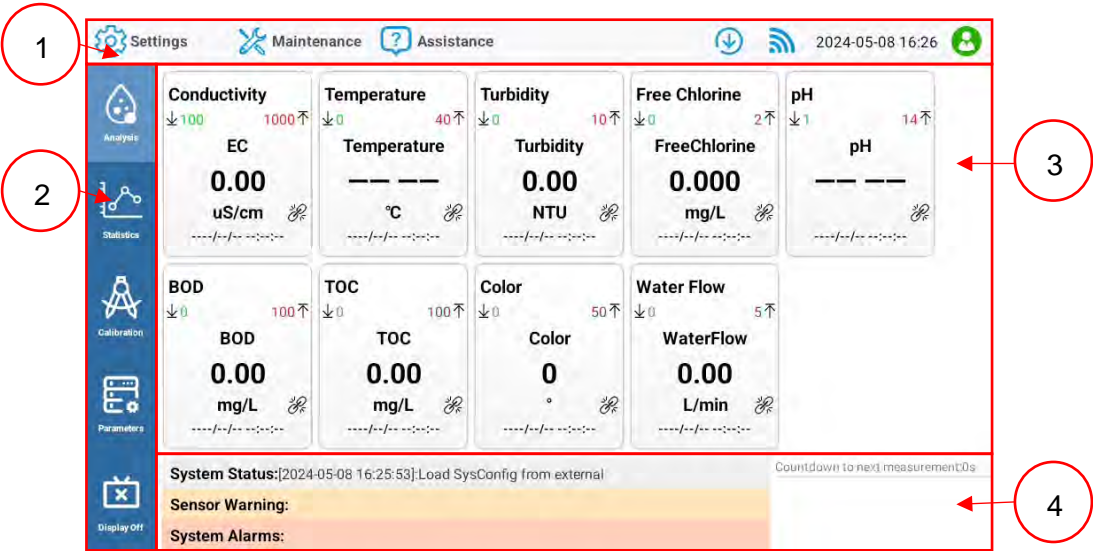 1
Settings Maintenance ? Assistance 2024-05-08 16:26
2
3
4
Analysis
Statistics
Calibration
Parameters
Display Off
Conductivity Temperature Turbidity Free Chlorine pH
100 1000 0 40 0 10 0 2 1 14
EC Temperature Turbidity FreeChlorine pH
0.00 -- -- 0.00 0.000 -- --
uS/cm ℃ NTU mg/L
----/--/-- --:--:-- ----/--/-- --:--:-- ----/--/-- --:--:-- ----/--/-- --:--:-- ----/--/-- --:--:--
BOD TOC Color Water Flow
0 100 0 100 0 50 0 5
BOD TOC Color WaterFlow
0.00 0.00 0 0.00
mg/L mg/L ° L/min
----/--/-- --:--:-- ----/--/-- --:--:-- ----/--/-- --:--:-- ----/--/-- --:--:--
System Status:[2024-05-08 16:25:53]:Load SysConfig from external
Countdown to next measurement:0s
Sensor Warning:
System Alarms: